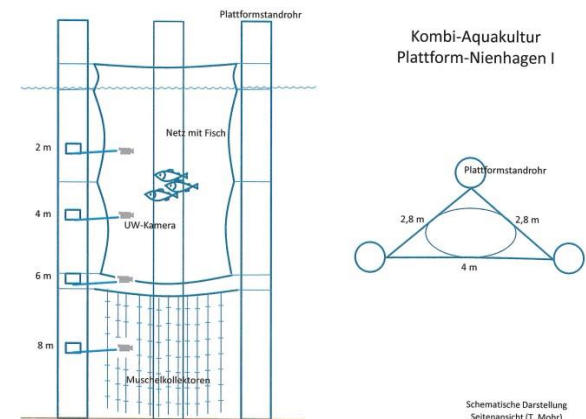 Plattformstandrohr
Kombi-Aquakultur
Plattform-Nienhagen I
Netz mit Fisch
2 m
4 m
UW-Kamera
6 m
8 m
Muschelkollektoren
Plattformstandrohr
2,8 m
2,8 m
4 m
Schematische Darstellung
Seitenansicht (T. Mohr)